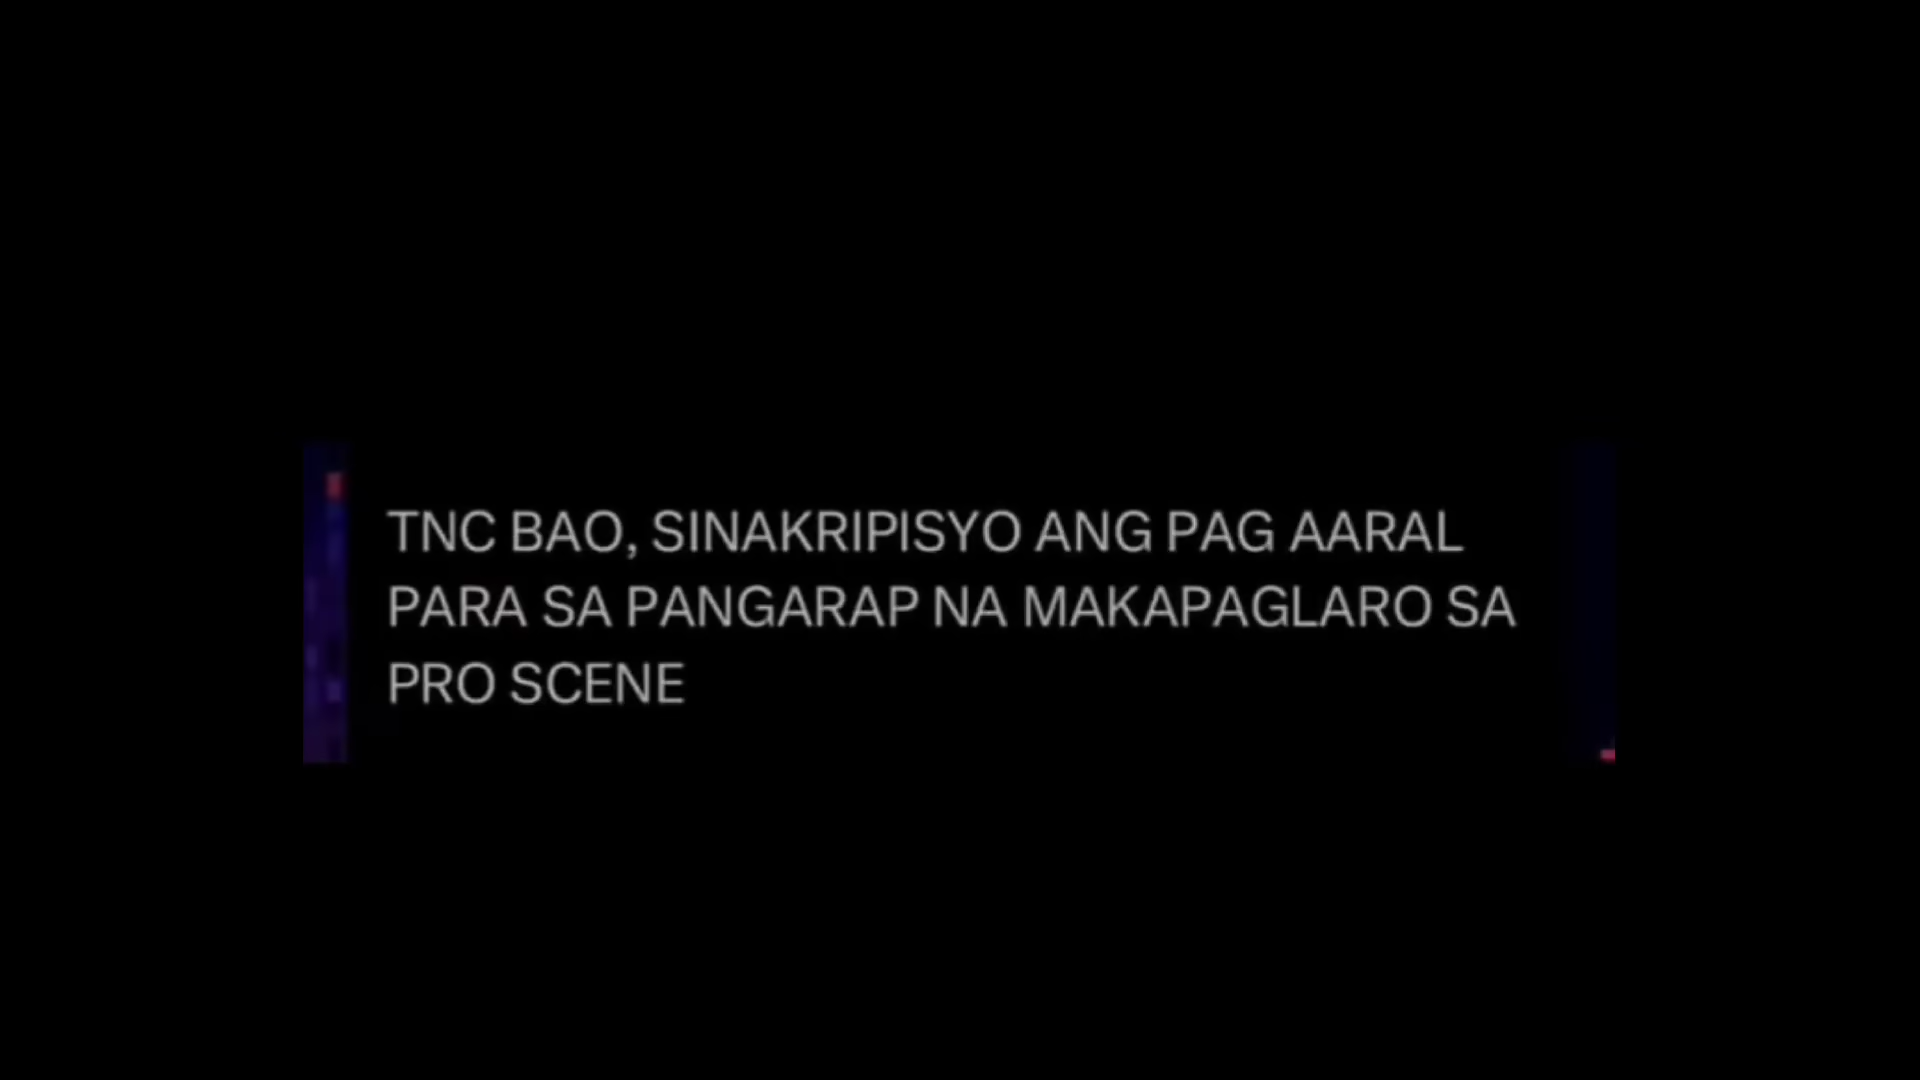 TNC BAO, SINAKRIPISYO ANG PAG AARAL
PARA SA PANGARAP NA MAKAPAGLARO SA
PRO SCENE